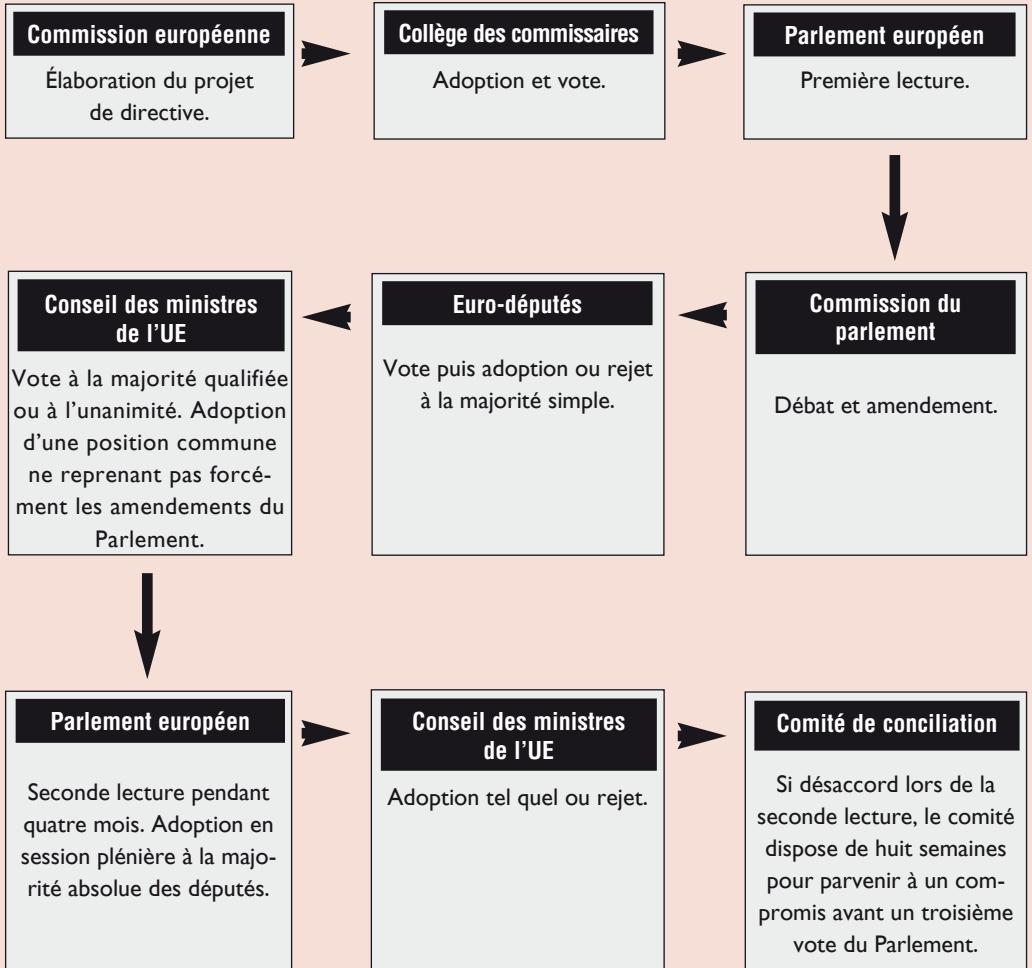 Commission européenne
Élaboration du projet
de directive.
Collège des commissaires
Adoption et vote.
Parlement européen
Première lecture.
Commission du
parlement
Débat et amendement.
Euro-députés
Vote puis adoption ou rejet
à la majorité simple.
Conseil des ministres
de l'UE
Vote à la majorité qualifiée
ou à l'unanimité. Adoption
d'une position commune
ne reprenant pas forcé-
ment les amendements du
Parlement.
Parlement européen
Seconde lecture pendant
quatre mois. Adoption en
session plénière à la majo-
rité absolue des députés.
Conseil des ministres
de l'UE
Adoption tel quel ou rejet.
Comité de conciliation
Si désaccord lors de la
seconde lecture, le comité
dispose de huit semaines
pour parvenir à un com-
promis avant un troisième
vote du Parlement.